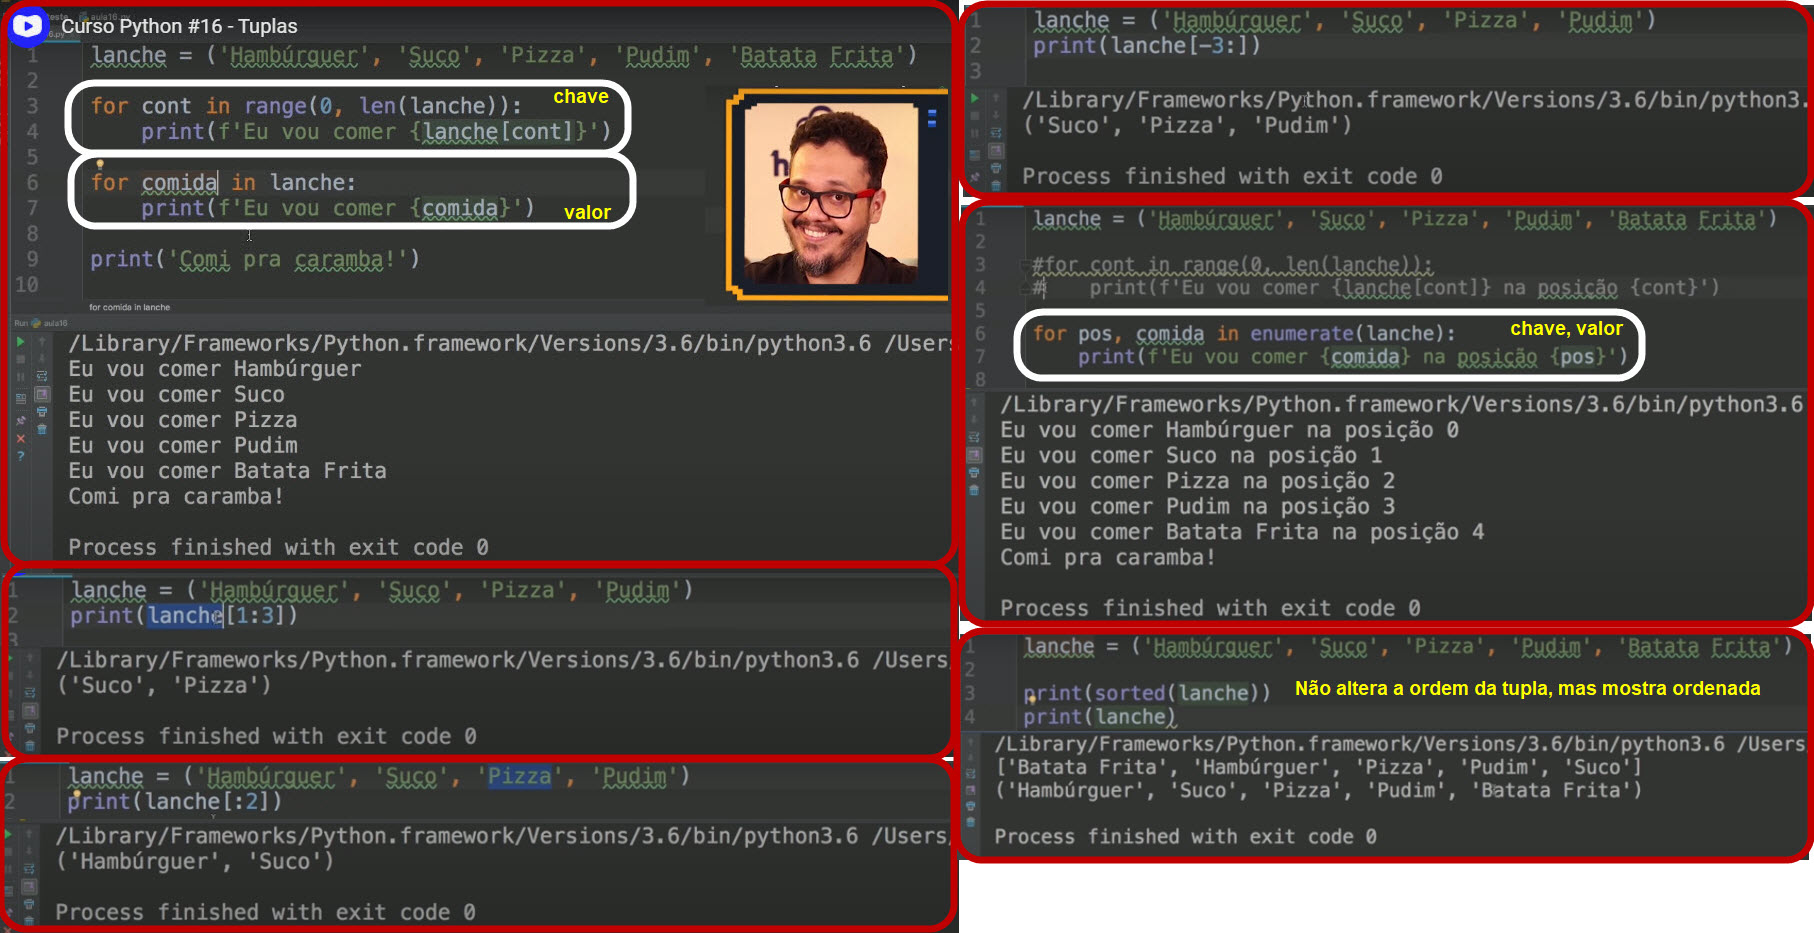 Curso Python #16 - Tuplas
1 lanche = ('Hambúrguer', 'Suco', 'Pizza', 'Pudim', 'Batata Frita')
2
3 for cont in range(0, len(lanche)): chave
4 print(f'Eu vou comer {lanche[cont]}')
5
6 for comida in lanche:
7 print(f'Eu vou comer {comida}') valor
8
9 print('Comi pra caramba!')
10
for comida in lanche
Run aula16
/Library/Frameworks/Python.framework/Versions/3.6/bin/python3.6 /Users
Eu vou comer Hambúrguer
Eu vou comer Suco
Eu vou comer Pizza
Eu vou comer Pudim
Eu vou comer Batata Frita
Comi pra caramba!
Process finished with exit code 0
1 lanche = ('Hambúrguer', 'Suco', 'Pizza', 'Pudim')
2 print(lanche[1:3])
3
/Library/Frameworks/Python.framework/Versions/3.6/bin/python3.6 /Users/
('Suco', 'Pizza')
Process finished with exit code 0
1 lanche = ('Hambúrguer', 'Suco', 'Pizza', 'Pudim')
2 print(lanche[:2])
/Library/Frameworks/Python.framework/Versions/3.6/bin/python3.6 /Users/
('Hambúrguer', 'Suco')
Process finished with exit code 0
1 lanche = ('Hambúrguer', 'Suco', 'Pizza', 'Pudim')
2 print(lanche[-3:])
3
/Library/Frameworks/Python.framework/Versions/3.6/bin/python3.
('Suco', 'Pizza', 'Pudim')
Process finished with exit code 0
1 lanche = ('Hambúrguer', 'Suco', 'Pizza', 'Pudim', 'Batata Frita')
2
3 #for cont in range(0, len(lanche)):
4 # print(f'Eu vou comer {lanche[cont]} na posição {cont}')
5
6 for pos, comida in enumerate(lanche): chave, valor
7 print(f'Eu vou comer {comida} na posição {pos}')
8
/Library/Frameworks/Python.framework/Versions/3.6/bin/python3.6
Eu vou comer Hambúrguer na posição 0
Eu vou comer Suco na posição 1
Eu vou comer Pizza na posição 2
Eu vou comer Pudim na posição 3
Eu vou comer Batata Frita na posição 4
Comi pra caramba!
Process finished with exit code 0
1 lanche = ('Hambúrguer', 'Suco', 'Pizza', 'Pudim', 'Batata Frita')
2
3 print(sorted(lanche)) Não altera a ordem da tupla, mas mostra ordenada
4 print(lanche)
/Library/Frameworks/Python.framework/Versions/3.6/bin/python3.6 /Users
['Batata Frita', 'Hambúrguer', 'Pizza', 'Pudim', 'Suco']
('Hambúrguer', 'Suco', 'Pizza', 'Pudim', 'Batata Frita')
Process finished with exit code 0